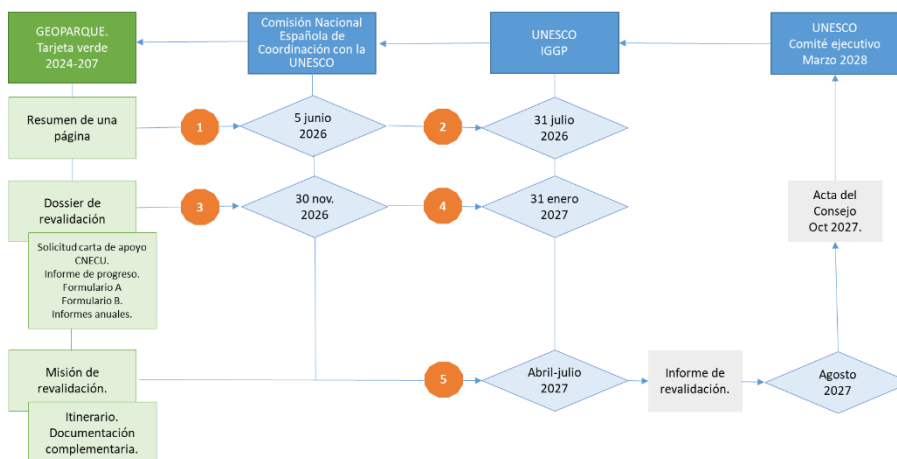 GEOPARQUE.
Tarjeta verde
2024-207
Comisión Nacional
Española de
Coordinación con la
UNESCO
UNESCO
IGGP
UNESCO
Comité ejecutivo
Marzo 2028
Resumen de una
página
1
5 junio
2026
2
31 julio
2026
Dossier de
revalidación
3
30 nov.
2026
4
31 enero
2027
Acta del
Consejo
Oct 2027.
Solicitud carta de apoyo
CNECU.
Informe de progreso.
Formulario A
Formulario B.
Informes anuales.
Misión de
revalidación.
5
Abril-julio
2027
Informe de
revalidación.
Agosto
2027
Itinerario.
Documentación
complementaria.